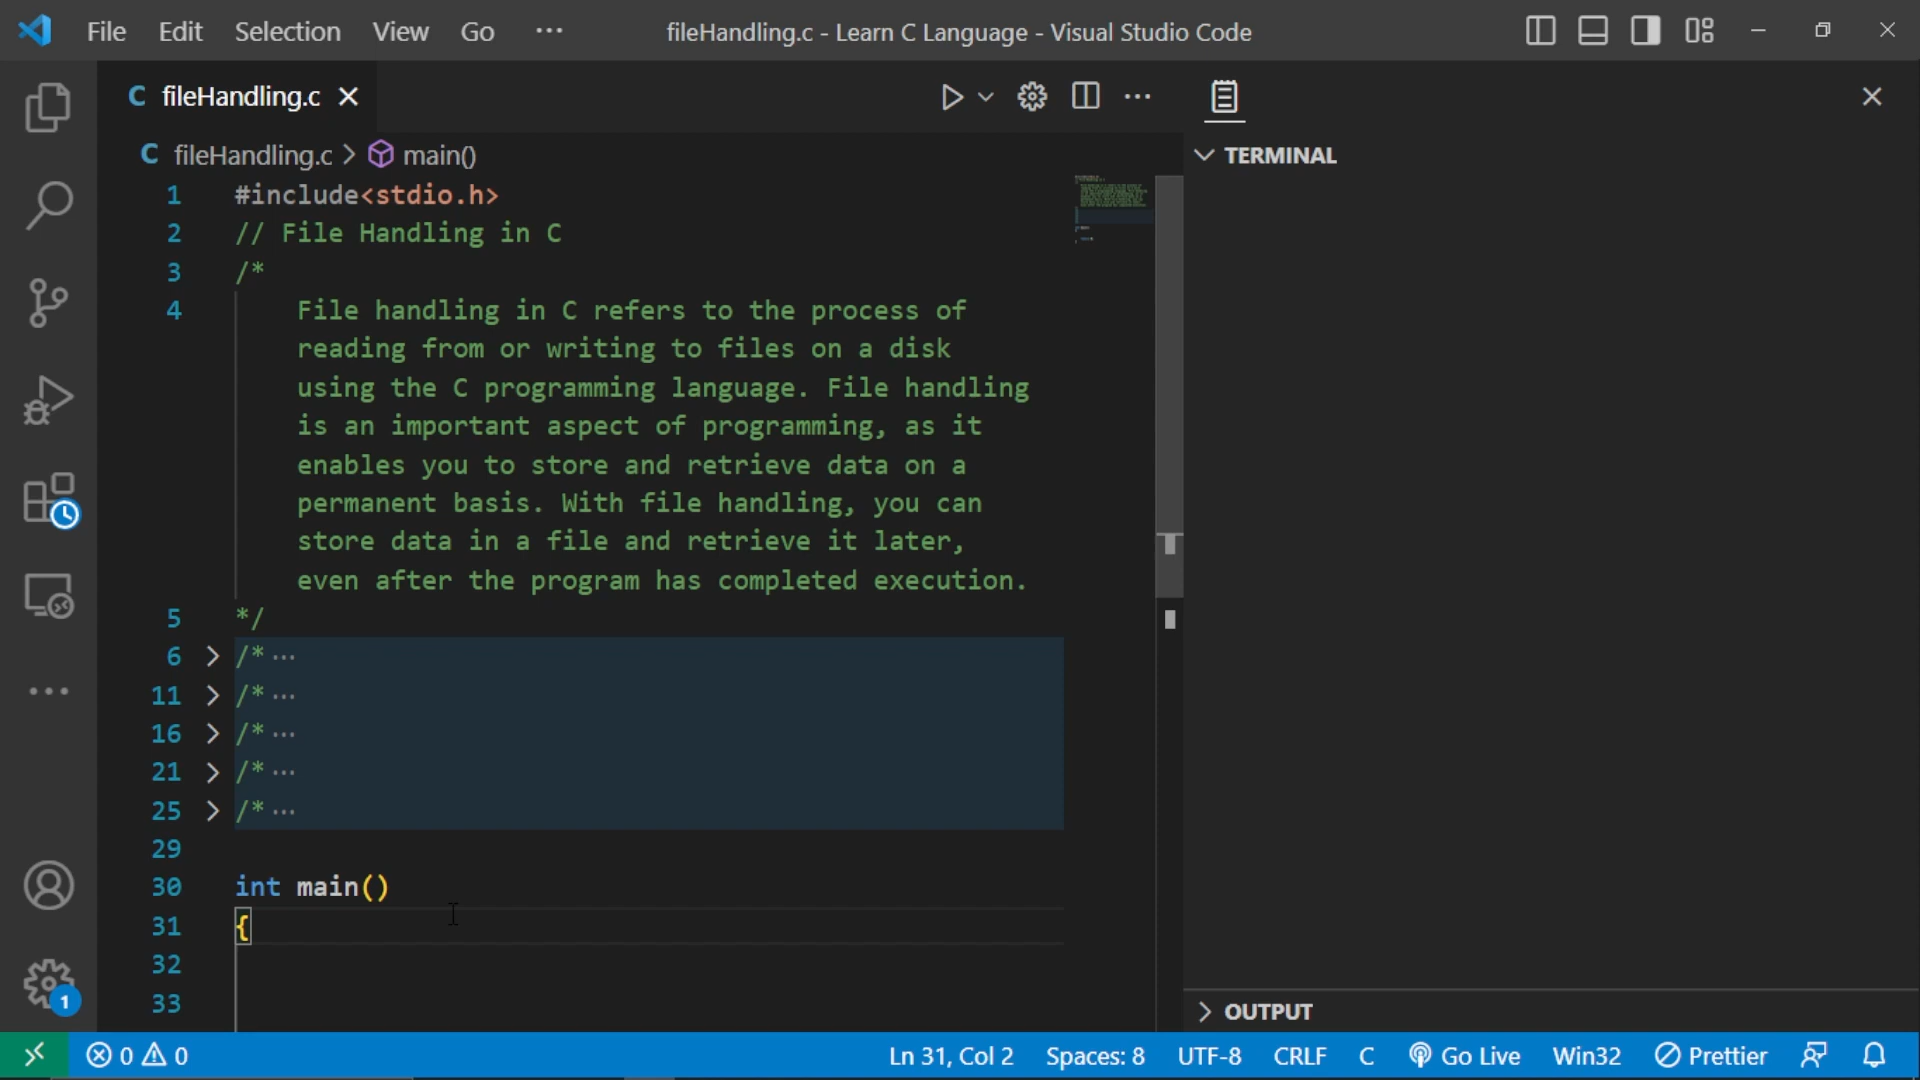 File Edit Selection View Go ··· fileHandling.c - Learn C Language - Visual Studio Code
C fileHandling.c
C fileHandling.c > main()
TERMINAL
1 #include<stdio.h>
2 // File Handling in C
3 /*
4 File handling in C refers to the process of
reading from or writing to files on a disk
using the C programming language. File handling
is an important aspect of programming, as it
enables you to store and retrieve data on a
permanent basis. With file handling, you can
store data in a file and retrieve it later,
even after the program has completed execution.
5 */
6 > /* ···
11 > /* ···
16 > /* ···
21 > /* ···
25 > /* ···
29
30 int main()
31 {
32
33
1
OUTPUT
0 0 Ln 31, Col 2 Spaces: 8 UTF-8 CRLF C Go Live Win32 Prettier